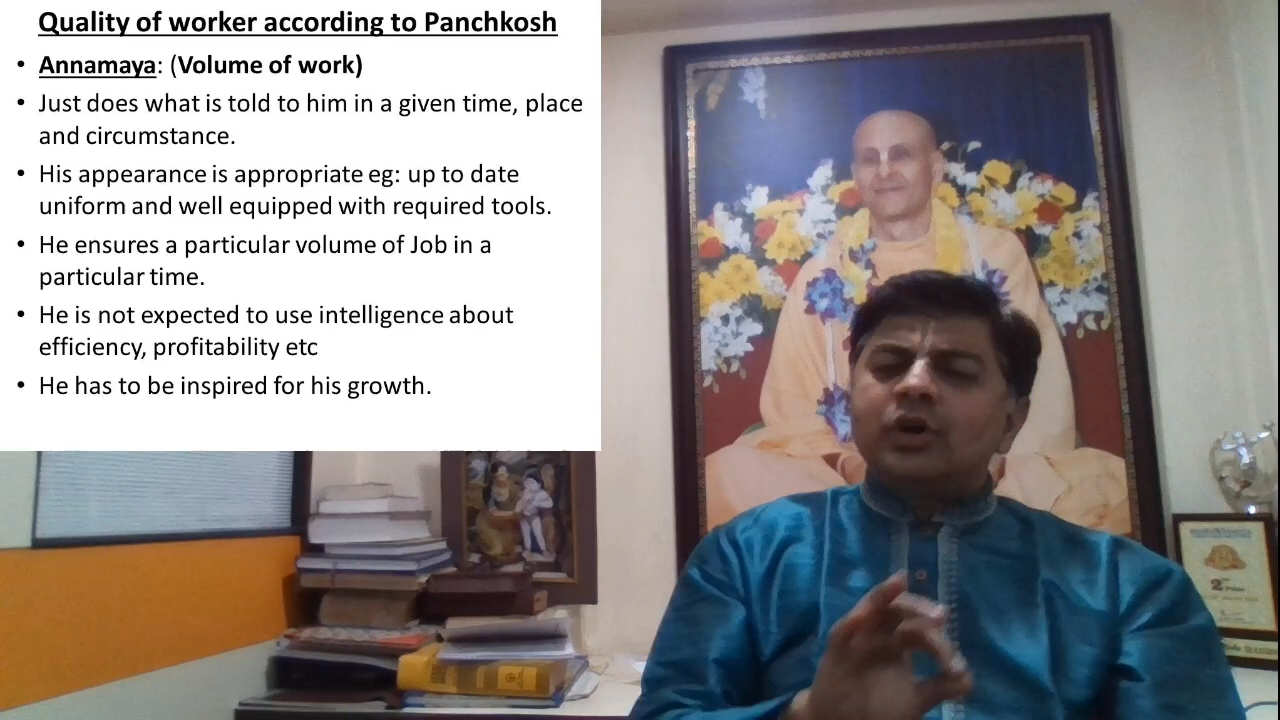 Quality of worker according to Panchkosh
• Annamaya: (Volume of work)
• Just does what is told to him in a given time, place
and circumstance.
• His appearance is appropriate eg: up to date
uniform and well equipped with required tools.
• He ensures a particular volume of Job in a
particular time.
• He is not expected to use intelligence about
efficiency, profitability etc
• He has to be inspired for his growth.
2